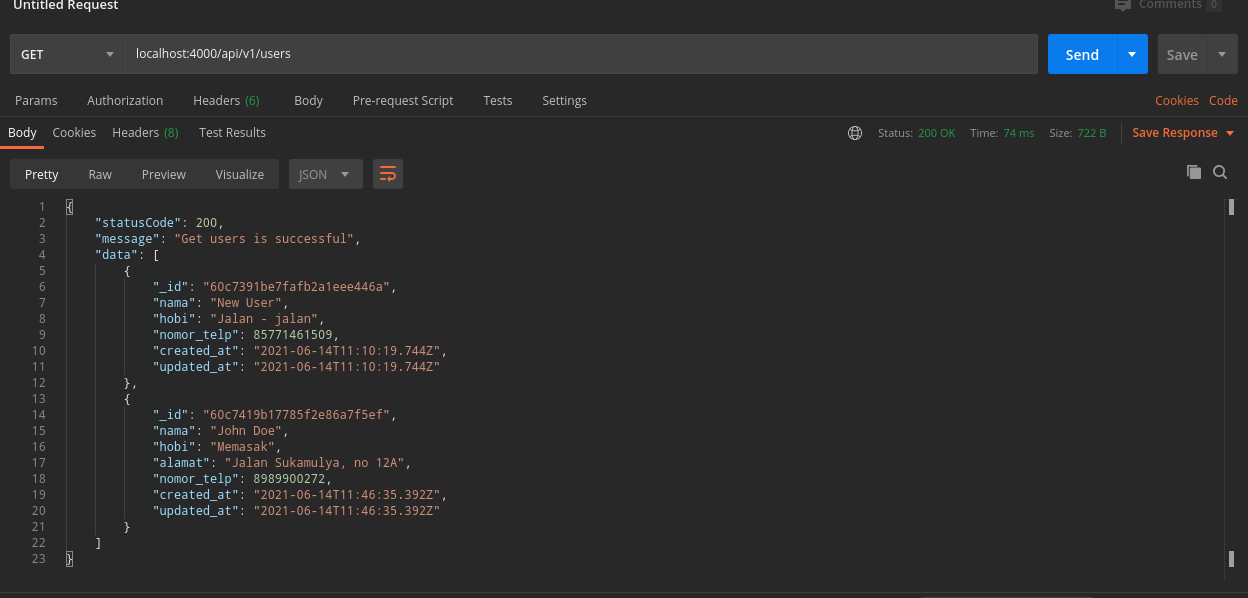 Untitled Request
Comments 0
GET localhost:4000/api/v1/users Send Save
Params Authorization Headers (6) Body Pre-request Script Tests Settings Cookies Code
Body Cookies Headers (8) Test Results Status: 200 OK Time: 74 ms Size: 722 B Save Response
Pretty Raw Preview Visualize JSON
1 {
2 "statusCode": 200,
3 "message": "Get users is successful",
4 "data": [
5 {
6 "_id": "60c7391be7fafb2a1eee446a",
7 "nama": "New User",
8 "hobi": "Jalan - jalan",
9 "nomor_telp": 85771461509,
10 "created_at": "2021-06-14T11:10:19.744Z",
11 "updated_at": "2021-06-14T11:10:19.744Z"
12 },
13 {
14 "_id": "60c7419b17785f2e86a7f5ef",
15 "nama": "John Doe",
16 "hobi": "Memasak",
17 "alamat": "Jalan Sukamulya, no 12A",
18 "nomor_telp": 8989900272,
19 "created_at": "2021-06-14T11:46:35.392Z",
20 "updated_at": "2021-06-14T11:46:35.392Z"
21 }
22 ]
23 }